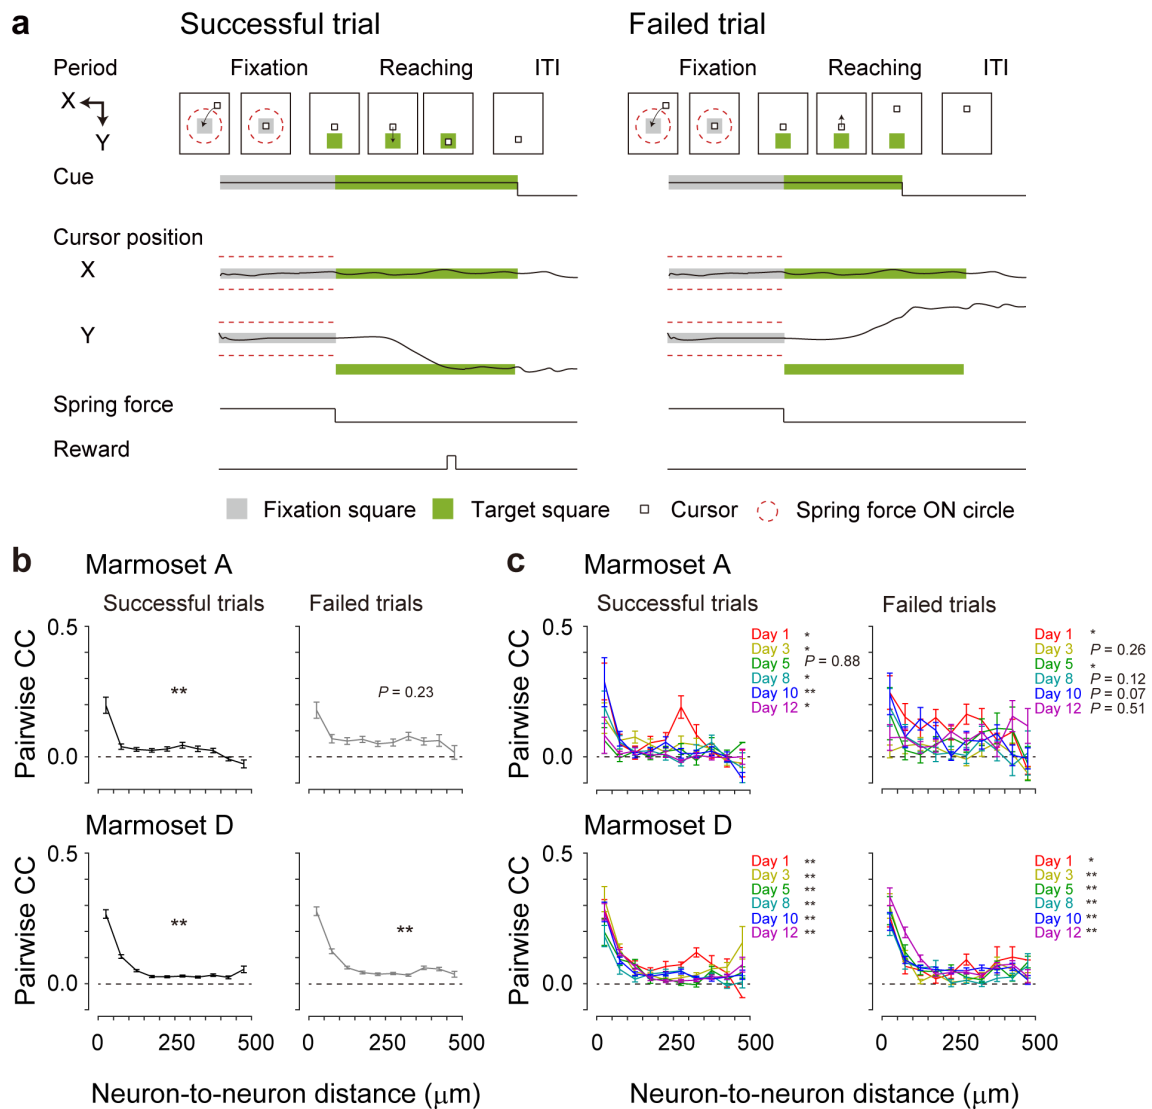 a
Successful trial
Failed trial
Period
Fixation
Reaching
ITI
Fixation
Reaching
ITI
X
Y
Cue
Cursor position
X
Y
Spring force
Reward
Fixation square
Target square
Cursor
Spring force ON circle
b
Marmoset A
Successful trials
Failed trials
Pairwise CC
0.5
0.0
**
P = 0.23
Marmoset D
Pairwise CC
0.5
0.0
**
**
0
250
500
0
250
500
Neuron-to-neuron distance (μm)
c
Marmoset A
Successful trials
Failed trials
Pairwise CC
0.5
0.0
Day 1 *
Day 3 *
Day 5 P = 0.88
Day 8 *
Day 10 **
Day 12 *
Day 1 *
Day 3 P = 0.26
Day 5 *
Day 8 P = 0.12
Day 10 P = 0.07
Day 12 P = 0.51
Marmoset D
Pairwise CC
0.5
0.0
Day 1 **
Day 3 **
Day 5 **
Day 8 **
Day 10 **
Day 12 **
Day 1 *
Day 3 **
Day 5 **
Day 8 **
Day 10 **
Day 12 **
0
250
500
0
250
500
Neuron-to-neuron distance (μm)